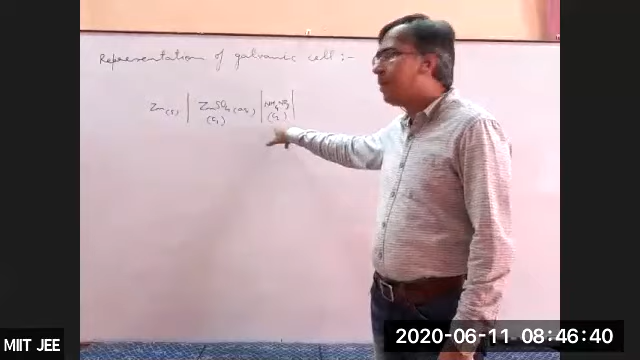 Representation of galvanic cell :-
Zn(s) | ZnSO4(aq) | NH4NO3 |
(C1) (C2)
MIIT JEE
2020-06-11 08:46:40